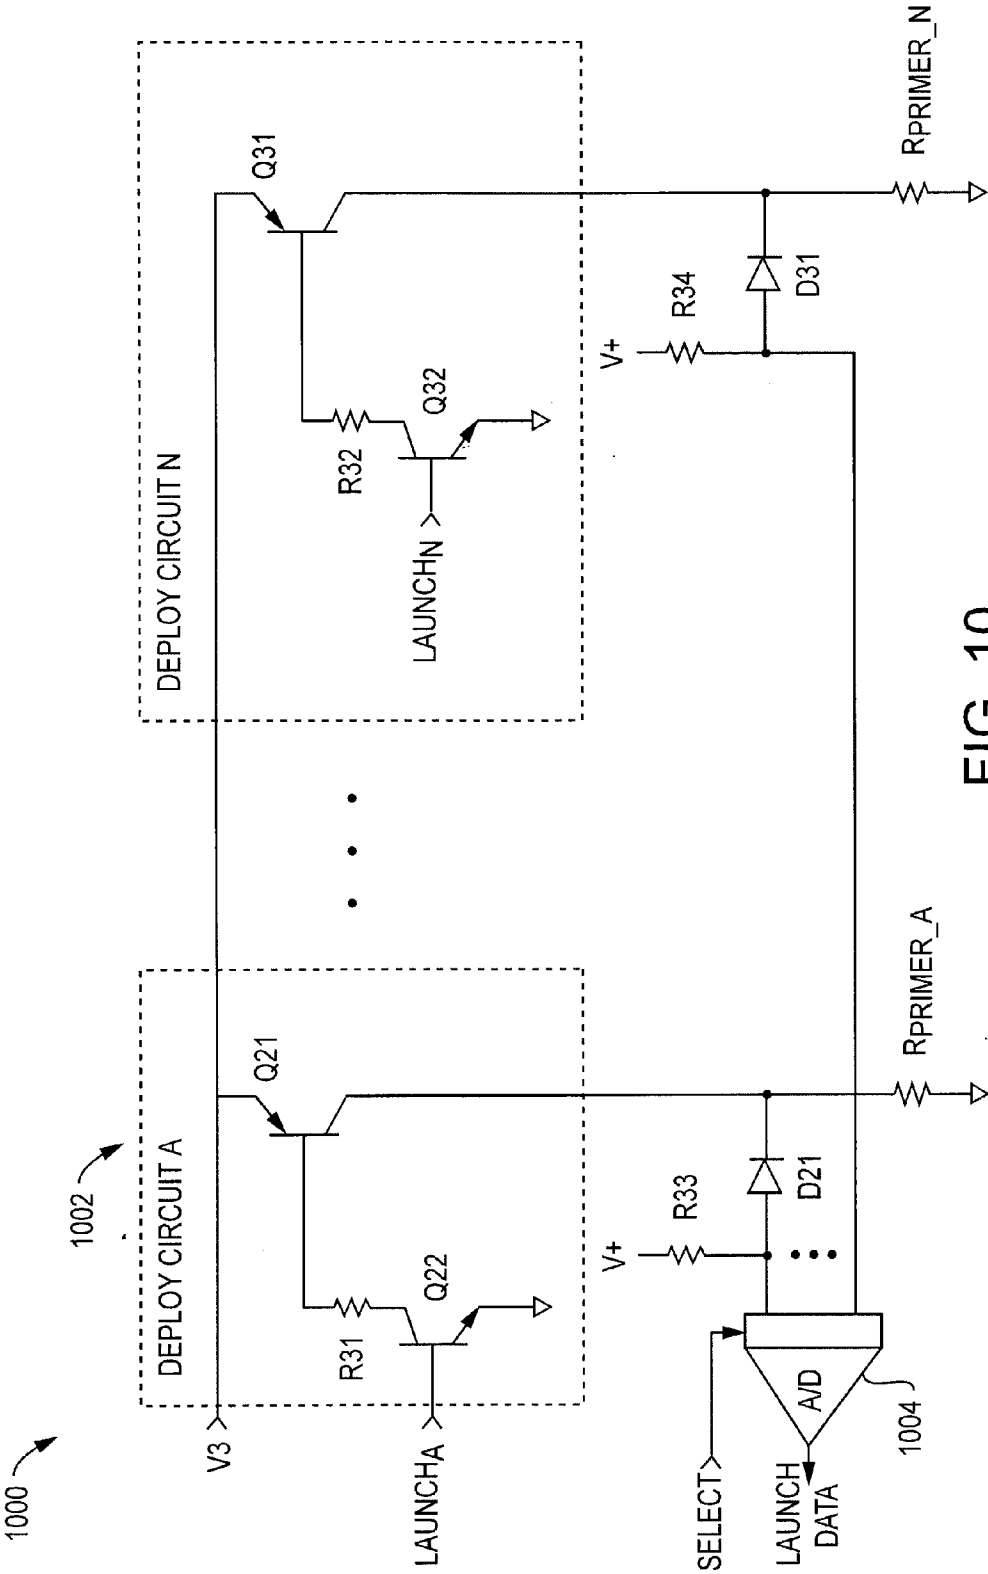 1000
1002
V3
DEPLOY CIRCUIT A
Q21
R31
Q22
LAUNCHA
DEPLOY CIRCUIT N
Q31
R32
Q32
LAUNCHN
V+
R33
D21
RPRIMER_A
V+
R34
D31
RPRIMER_N
SELECT
A/D
LAUNCH
DATA
1004
FIG. 10